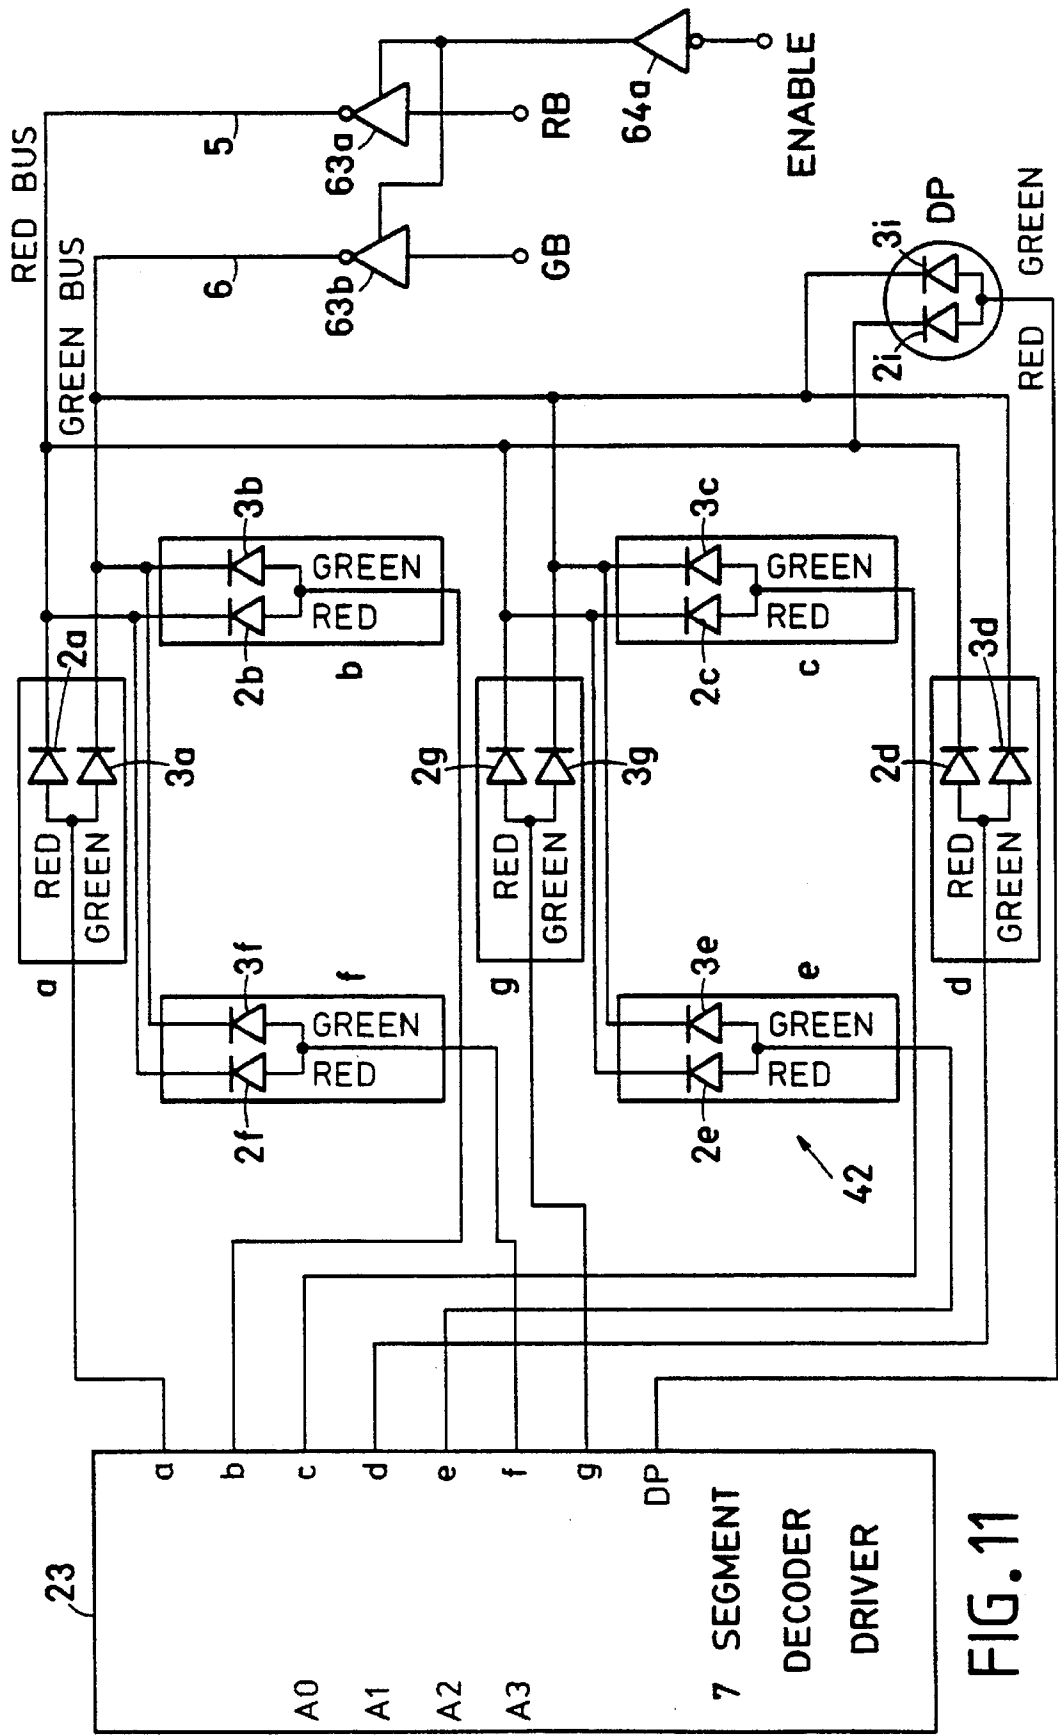 23
A0
A1
A2
A3
7 SEGMENT
DECODER
DRIVER
a
b
c
d
e
f
g
DP
a
RED
GREEN
2a
3a
f
2f
3f
RED
GREEN
b
2b
3b
RED
GREEN
g
RED
GREEN
2g
3g
e
2e
3e
RED
GREEN
c
2c
3c
RED
GREEN
d
RED
GREEN
2d
3d
42
RED BUS
GREEN BUS
5
6
63a
63b
RB
GB
64a
ENABLE
2i
3i
DP
RED
GREEN
FIG.11